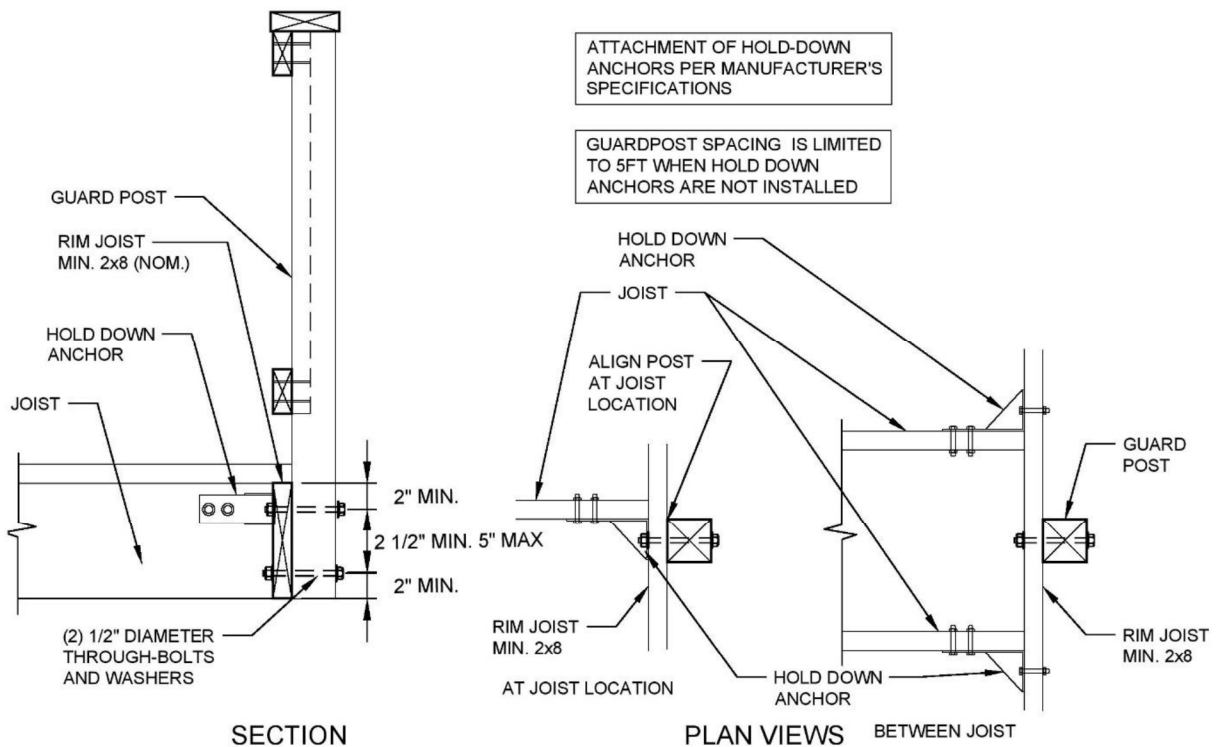 ATTACHMENT OF HOLD-DOWN
ANCHORS PER MANUFACTURER'S
SPECIFICATIONS
GUARDPOST SPACING IS LIMITED
TO 5FT WHEN HOLD DOWN
ANCHORS ARE NOT INSTALLED
GUARD POST
RIM JOIST
MIN. 2x8 (NOM.)
HOLD DOWN
ANCHOR
JOIST
2" MIN.
2 1/2" MIN. 5" MAX
2" MIN.
(2) 1/2" DIAMETER
THROUGH-BOLTS
AND WASHERS
SECTION
HOLD DOWN
ANCHOR
JOIST
ALIGN POST
AT JOIST
LOCATION
GUARD
POST
RIM JOIST
MIN. 2x8
RIM JOIST
MIN. 2x8
HOLD DOWN
ANCHOR
AT JOIST LOCATION
PLAN VIEWS
BETWEEN JOIST